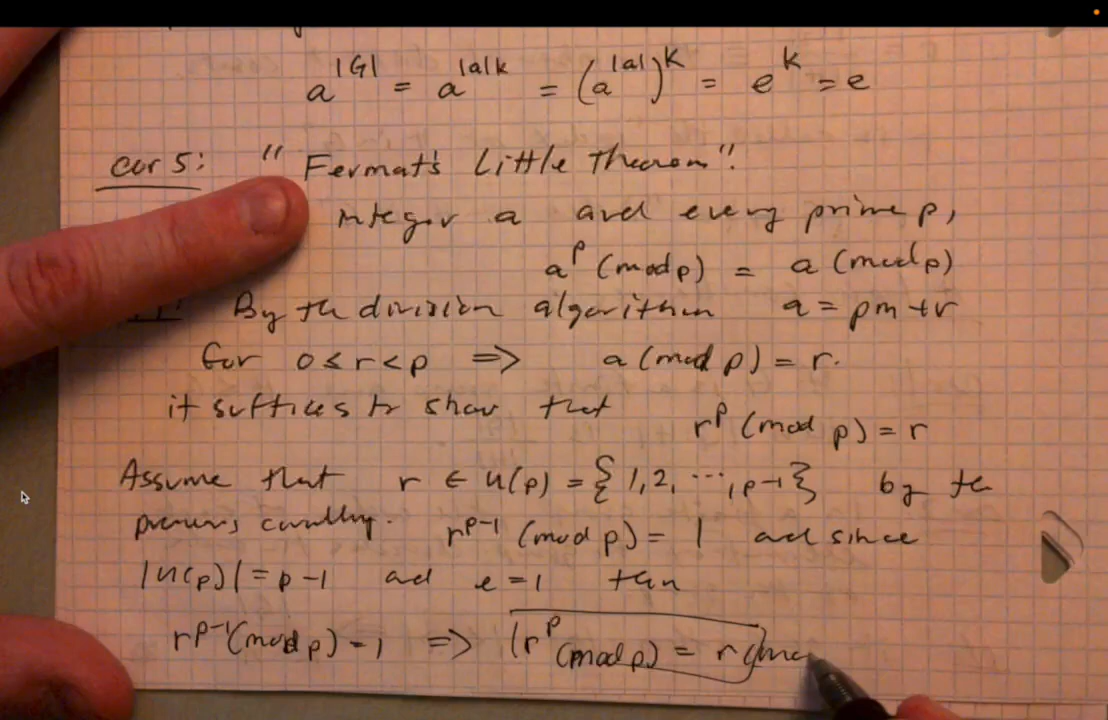 a^|G| = a^|a|k = (a^|a|)^k = e^k = e
cor 5: "Fermat's Little Theorem".
integer a and every prime p,
a^p (mod p) = a (mod p)
By the division algorithm a = pm + r
for 0 ≤ r < p ⇒ a (mod p) = r.
it suffices to show that
r^p (mod p) = r
Assume that r ∈ U(p) = {1, 2, ..., p-1} by the
previous corollary. r^p-1 (mod p) = 1 and since
|U(p)| = p-1 and e = 1 then
r^p-1 (mod p) = 1 ⇒ (r^p (mod p) = r